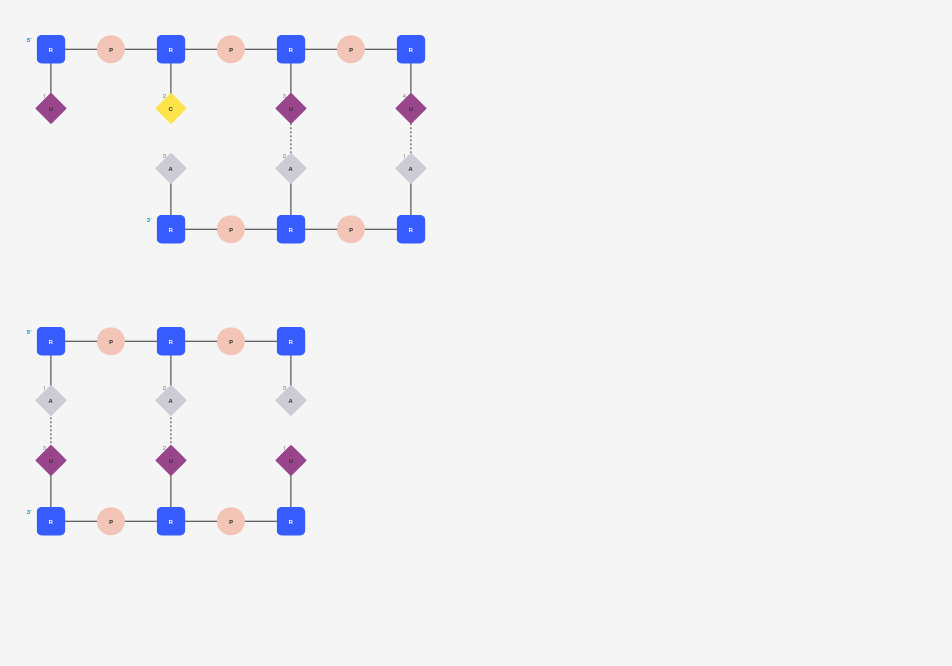 5' R P R P R P R
1 2 3 4
U C U U
3 2 1
A A A
3' R P R P R
5' R P R P R
1 2 3
A A A
3 2 1
U U U
3' R P R P R